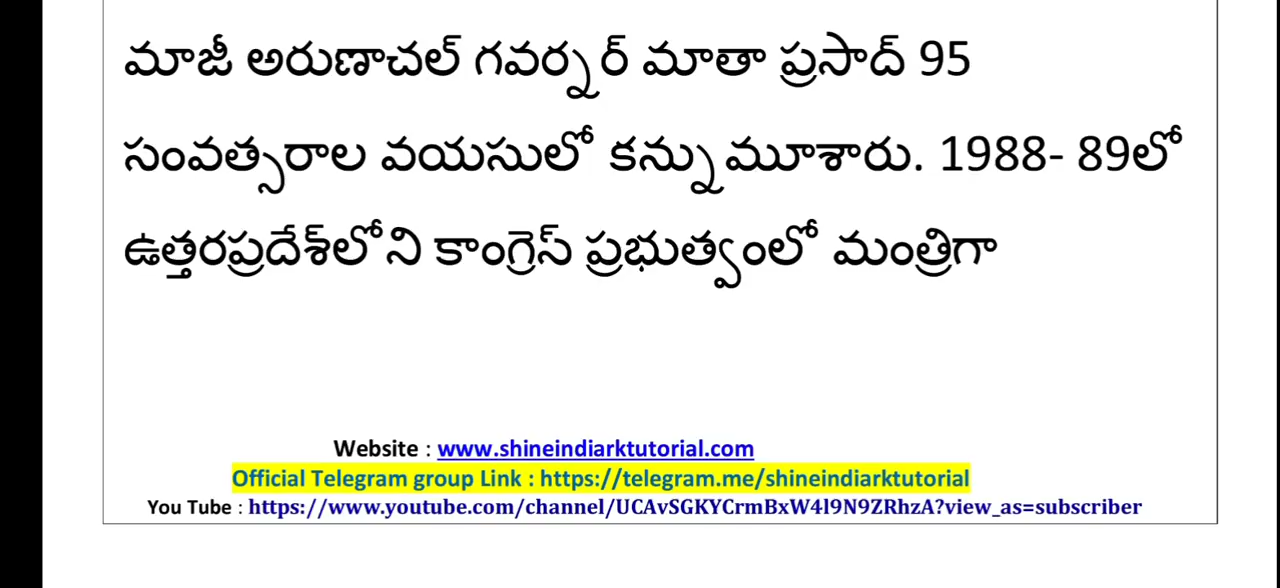 మాజీ అరుణాచల్ గవర్నర్ మాతా ప్రసాద్ 95
సంవత్సరాల వయసులో కన్నుమూశారు. 1988- 89లో
ఉత్తరప్రదేశ్‌లోని కాంగ్రెస్ ప్రభుత్వంలో మంత్రిగా
Website : www.shineindiarktutorial.com
Official Telegram group Link : https://telegram.me/shineindiarktutorial
You Tube : https://www.youtube.com/channel/UCAvSGKYCrmBxW4l9N9ZRhzA?view_as=subscriber